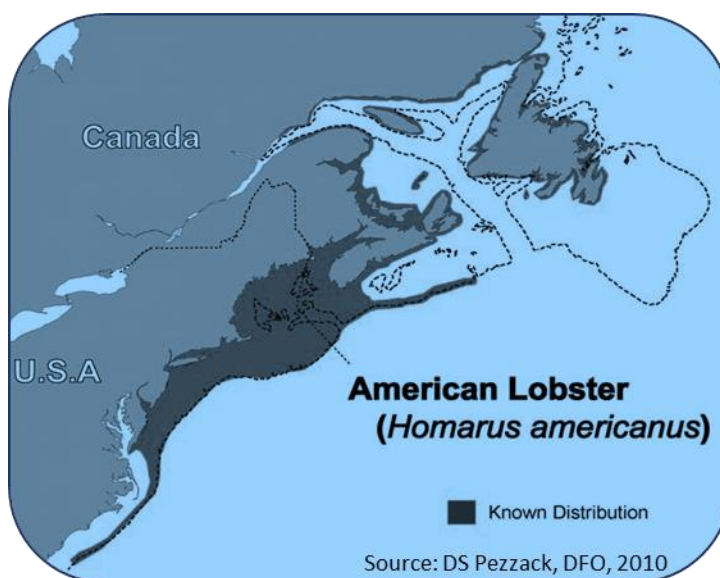 Canada
U.S.A
American Lobster
(Homarus americanus)
Known Distribution
Source: DS Pezzack, DFO, 2010